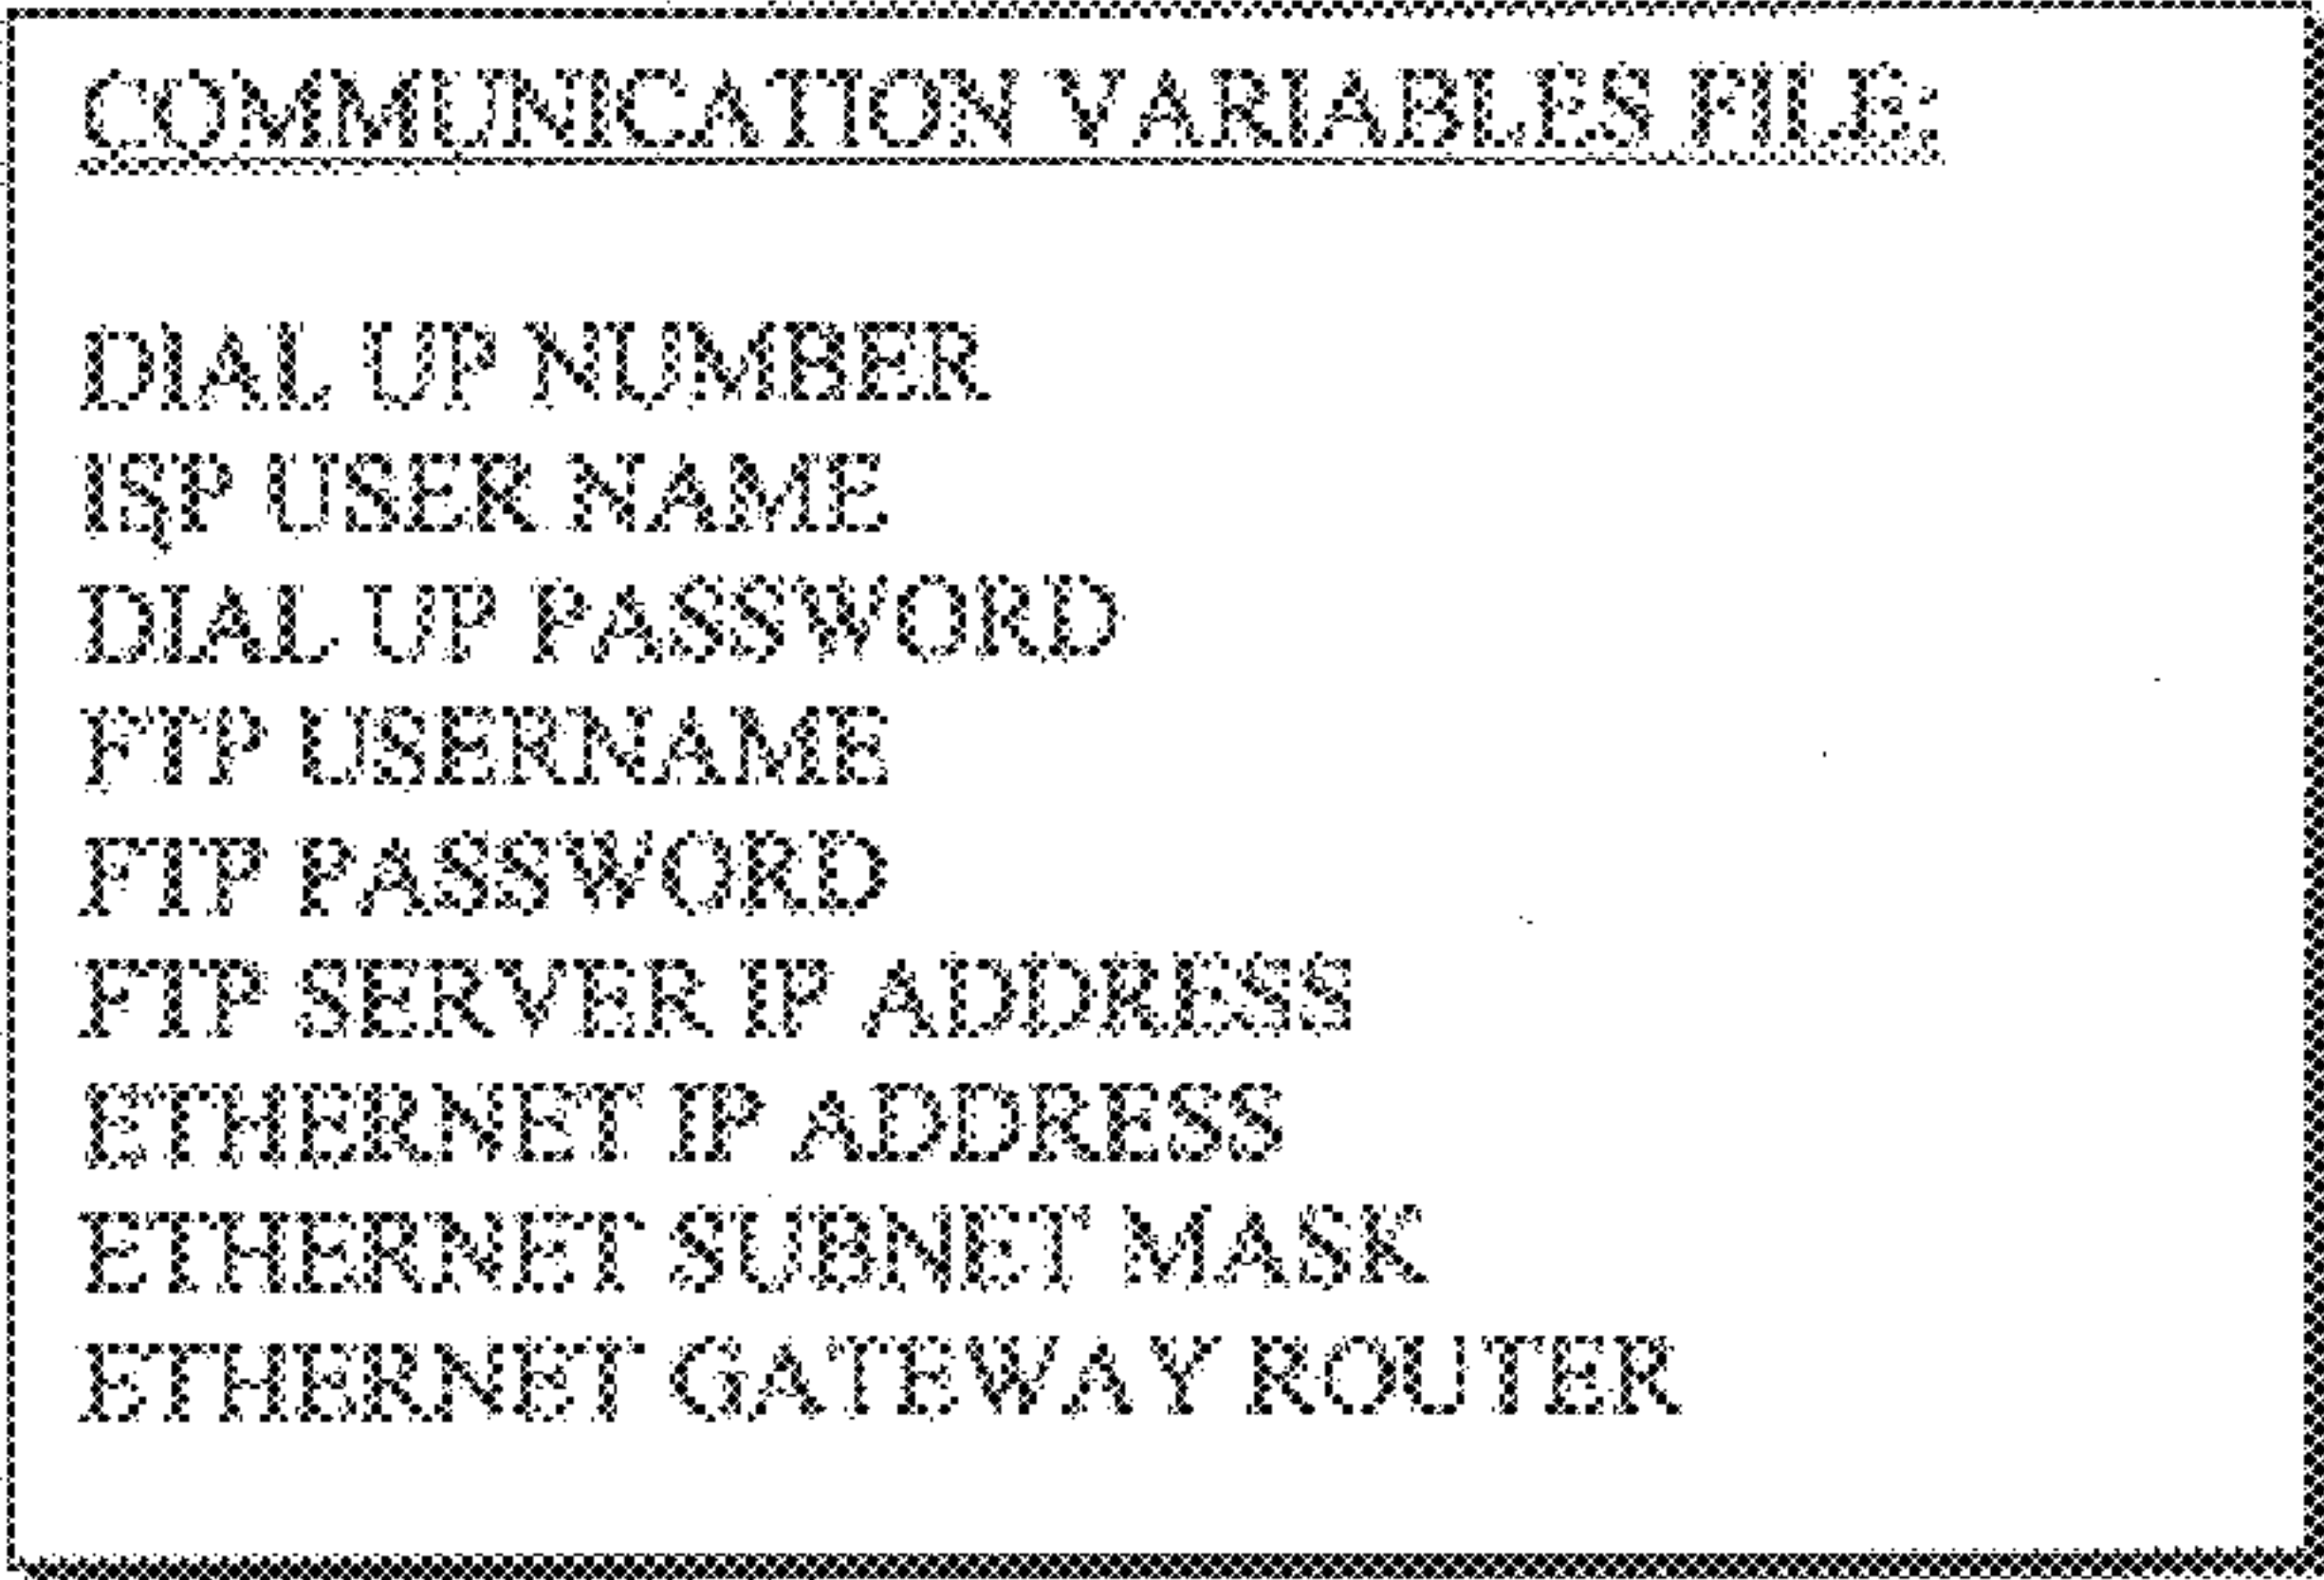 COMMUNICATION VARIABLES FILE:
DIAL UP NUMBER
ISP USER NAME
DIAL UP PASSWORD
FTP USERNAME
FTP PASSWORD
FTP SERVER IP ADDRESS
ETHERNET IP ADDRESS
ETHERNET SUBNET MASK
ETHERNET GATEWAY ROUTER